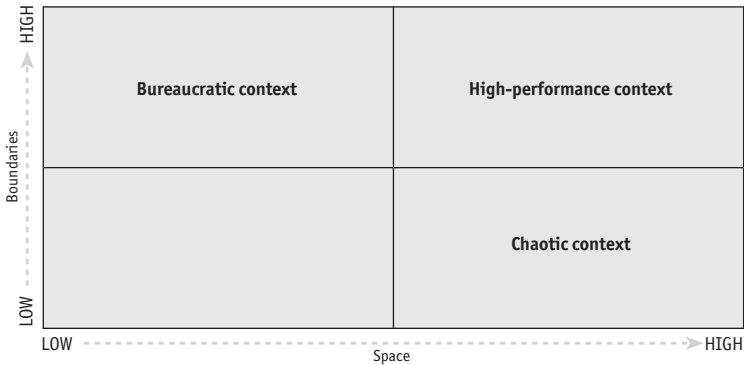 HIGH
Bureaucratic context
High-performance context
Boundaries
Chaotic context
LOW
LOW
HIGH
Space